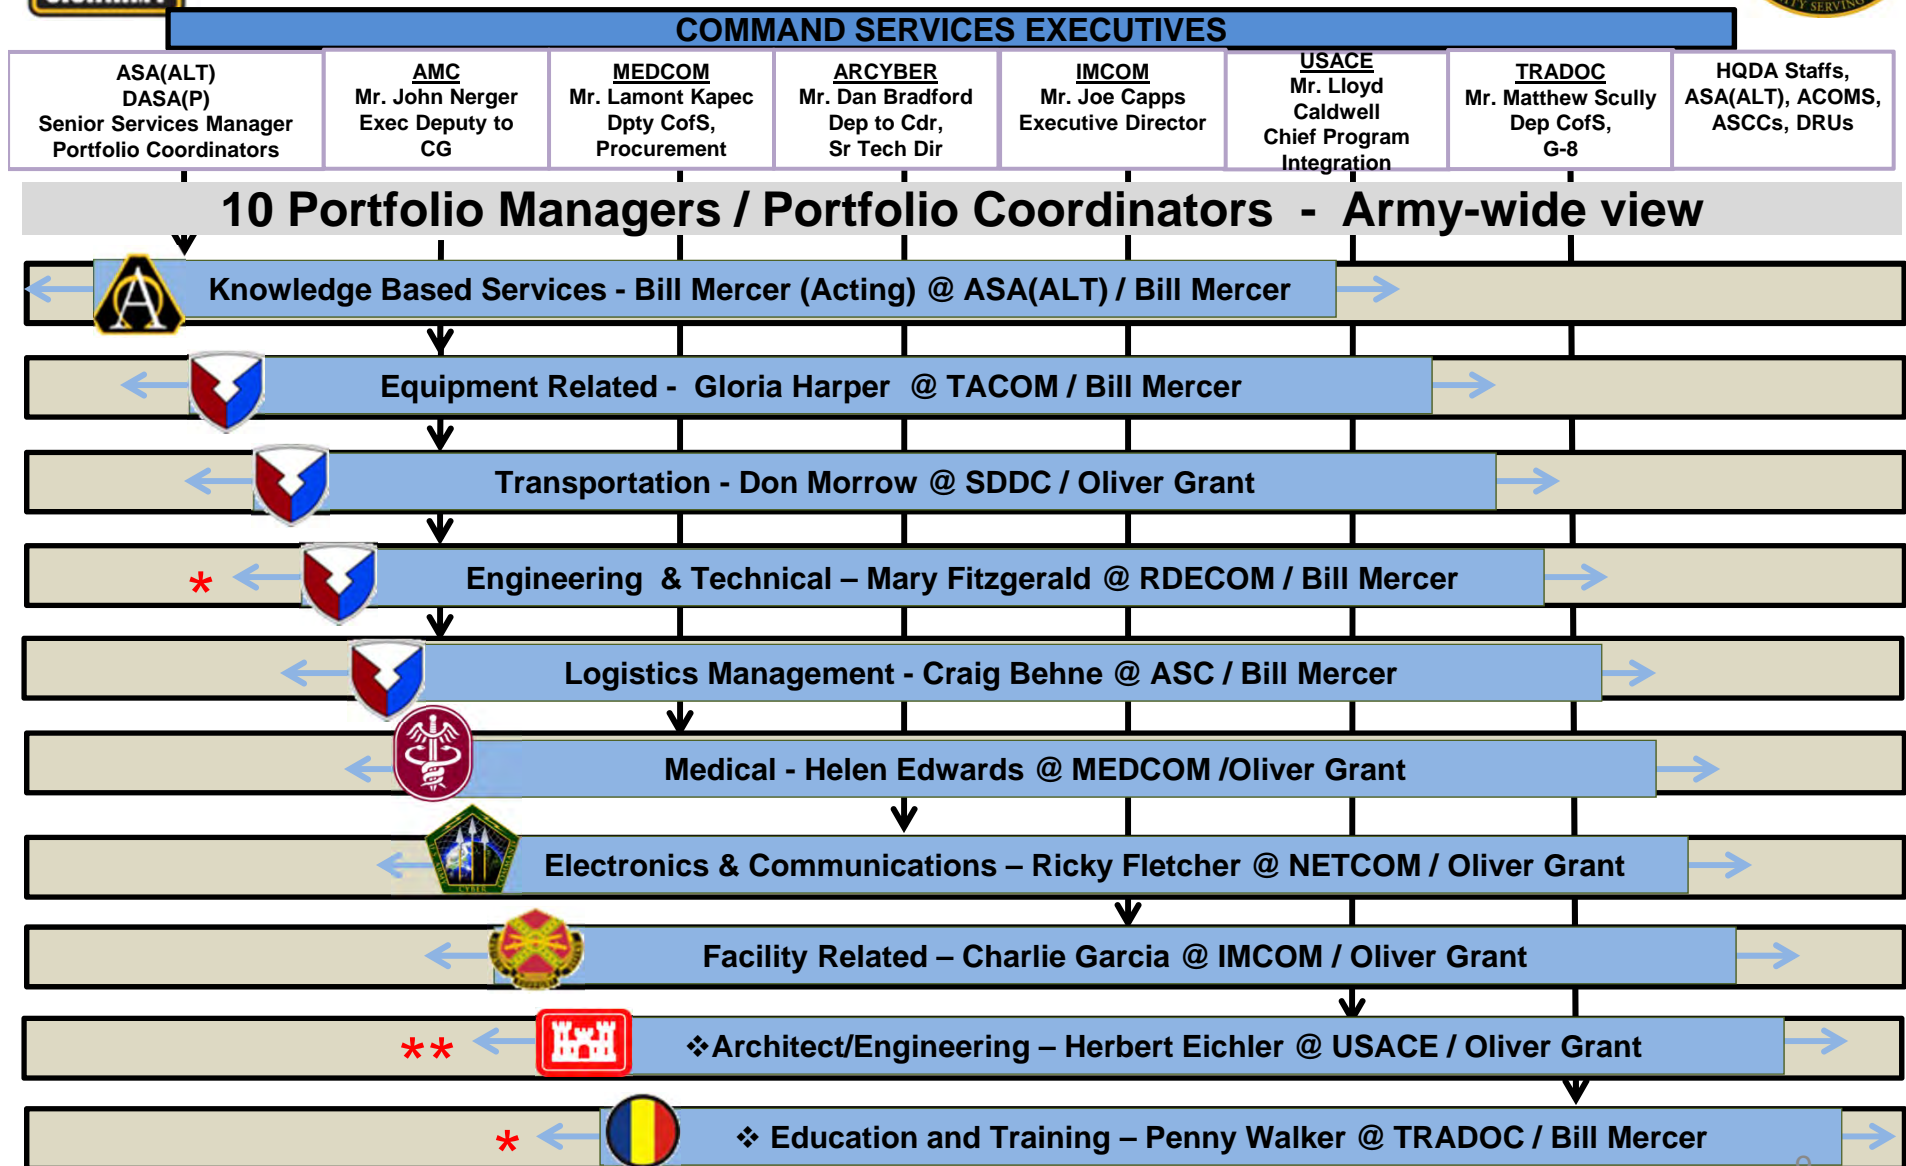 COMMAND SERVICES EXECUTIVES
ASA(ALT)
DASA(P)
Senior Services Manager
Portfolio Coordinators
AMC
Mr. John Nerger
Exec Deputy to
CG
MEDCOM
Mr. Lamont Kapec
Dpty CofS,
Procurement
ARCYBER
Mr. Dan Bradford
Dep to Cdr,
Sr Tech Dir
IMCOM
Mr. Joe Capps
Executive Director
USACE
Mr. Lloyd
Caldwell
Chief Program
Integration
TRADOC
Mr. Matthew Scully
Dep CofS,
G-8
HQDA Staffs,
ASA(ALT), ACOMS,
ASCCs, DRUs
10 Portfolio Managers / Portfolio Coordinators - Army-wide view
Knowledge Based Services - Bill Mercer (Acting) @ ASA(ALT) / Bill Mercer
Equipment Related - Gloria Harper @ TACOM / Bill Mercer
Transportation - Don Morrow @ SDDC / Oliver Grant
* Engineering & Technical – Mary Fitzgerald @ RDECOM / Bill Mercer
Logistics Management - Craig Behne @ ASC / Bill Mercer
Medical - Helen Edwards @ MEDCOM /Oliver Grant
Electronics & Communications – Ricky Fletcher @ NETCOM / Oliver Grant
Facility Related – Charlie Garcia @ IMCOM / Oliver Grant
** ❖Architect/Engineering – Herbert Eichler @ USACE / Oliver Grant
* ❖ Education and Training – Penny Walker @ TRADOC / Bill Mercer